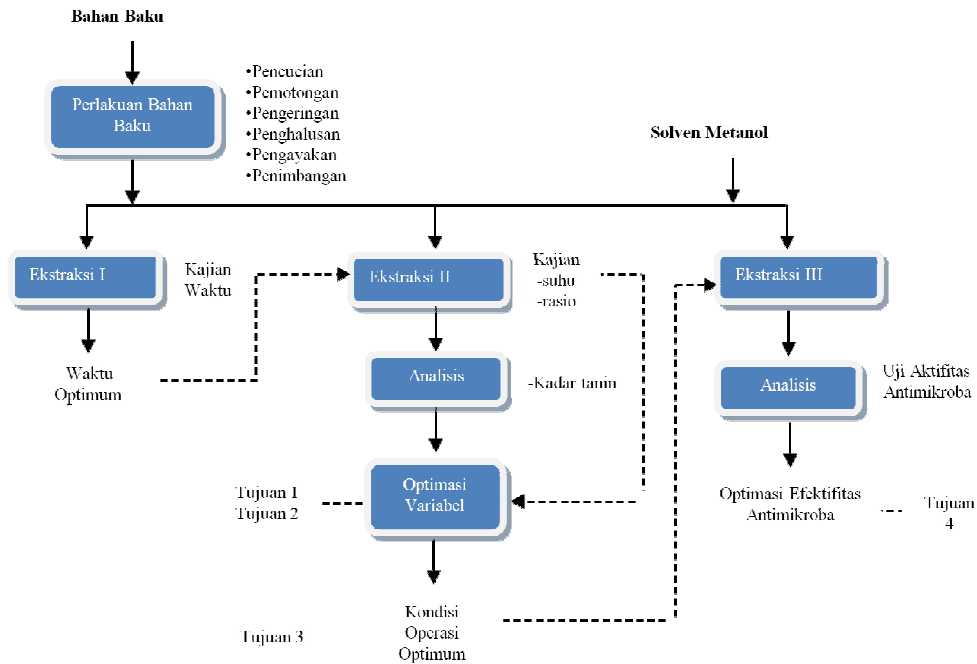 Bahan Baku
Perlakuan Bahan
Baku
•Pencucian
•Pemotongan
•Pengeringan
•Penghalusan
•Pengayakan
•Penimbangan
Solven Metanol
Ekstraksi I
Kajian
Waktu
Ekstraksi II
Kajian
-suhu
-rasio
Ekstraksi III
Waktu
Optimum
Analisis
-Kadar tanin
Analisis
Uji Aktifitas
Antimikroba
Tujuan 1
Tujuan 2
Optimasi
Variabel
Optimasi Efektifitas
Antimikroba
Tujuan
4
Tujuan 3
Kondisi
Operasi
Optimum